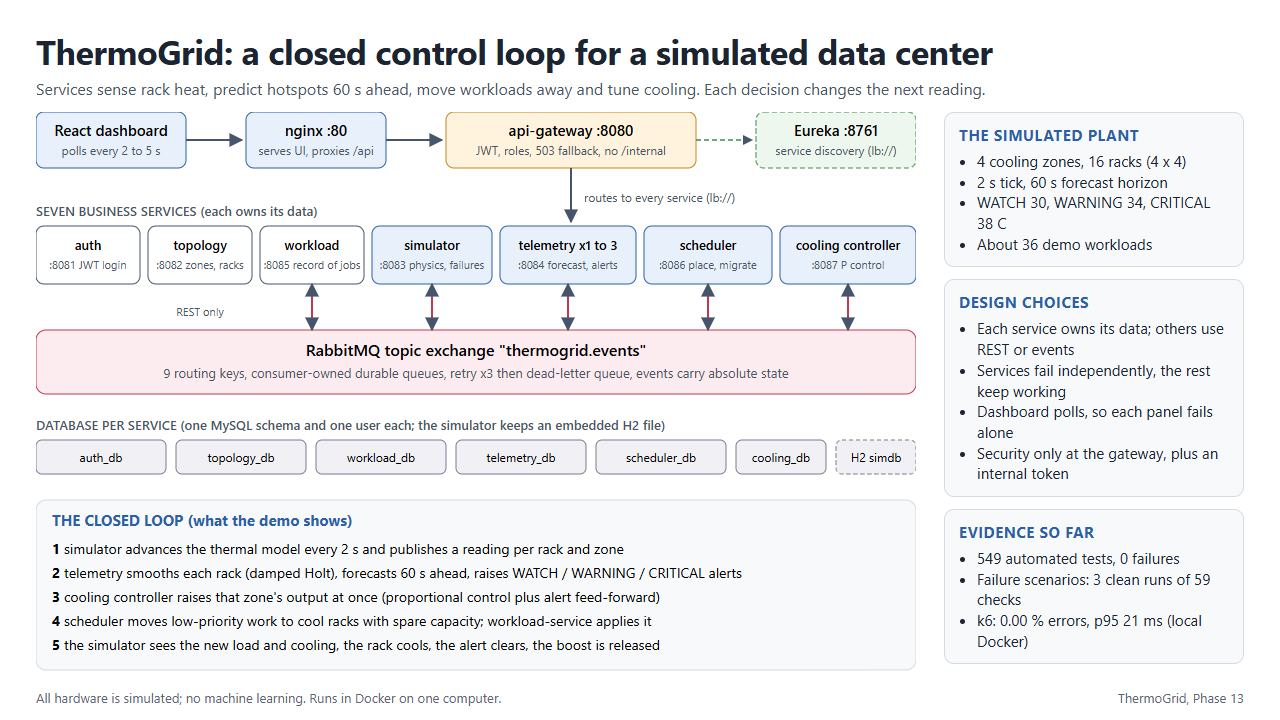 ThermoGrid: a closed control loop for a simulated data center
Services sense rack heat, predict hotspots 60 s ahead, move workloads away and tune cooling. Each decision changes the next reading.
React dashboard
polls every 2 to 5 s
nginx :80
serves UI, proxies /api
api-gateway :8080
JWT, roles, 503 fallback, no /internal
Eureka :8761
service discovery (lb://)
routes to every service (lb://)
SEVEN BUSINESS SERVICES (each owns its data)
auth
:8081 JWT login
topology
:8082 zones, racks
workload
:8085 record of jobs
simulator
:8083 physics, failures
telemetry x1 to 3
:8084 forecast, alerts
scheduler
:8086 place, migrate
cooling controller
:8087 P control
REST only
RabbitMQ topic exchange "thermogrid.events"
9 routing keys, consumer-owned durable queues, retry x3 then dead-letter queue, events carry absolute state
DATABASE PER SERVICE (one MySQL schema and one user each; the simulator keeps an embedded H2 file)
auth_db
topology_db
workload_db
telemetry_db
scheduler_db
cooling_db
H2 simdb
THE CLOSED LOOP (what the demo shows)
1 simulator advances the thermal model every 2 s and publishes a reading per rack and zone
2 telemetry smooths each rack (damped Holt), forecasts 60 s ahead, raises WATCH / WARNING / CRITICAL alerts
3 cooling controller raises that zone's output at once (proportional control plus alert feed-forward)
4 scheduler moves low-priority work to cool racks with spare capacity; workload-service applies it
5 the simulator sees the new load and cooling, the rack cools, the alert clears, the boost is released
THE SIMULATED PLANT
• 4 cooling zones, 16 racks (4 x 4)
• 2 s tick, 60 s forecast horizon
• WATCH 30, WARNING 34, CRITICAL
38 C
• About 36 demo workloads
DESIGN CHOICES
• Each service owns its data; others use
REST or events
• Services fail independently, the rest
keep working
• Dashboard polls, so each panel fails
alone
• Security only at the gateway, plus an
internal token
EVIDENCE SO FAR
• 549 automated tests, 0 failures
• Failure scenarios: 3 clean runs of 59
checks
• k6: 0.00 % errors, p95 21 ms (local
Docker)
All hardware is simulated; no machine learning. Runs in Docker on one computer.
ThermoGrid, Phase 13